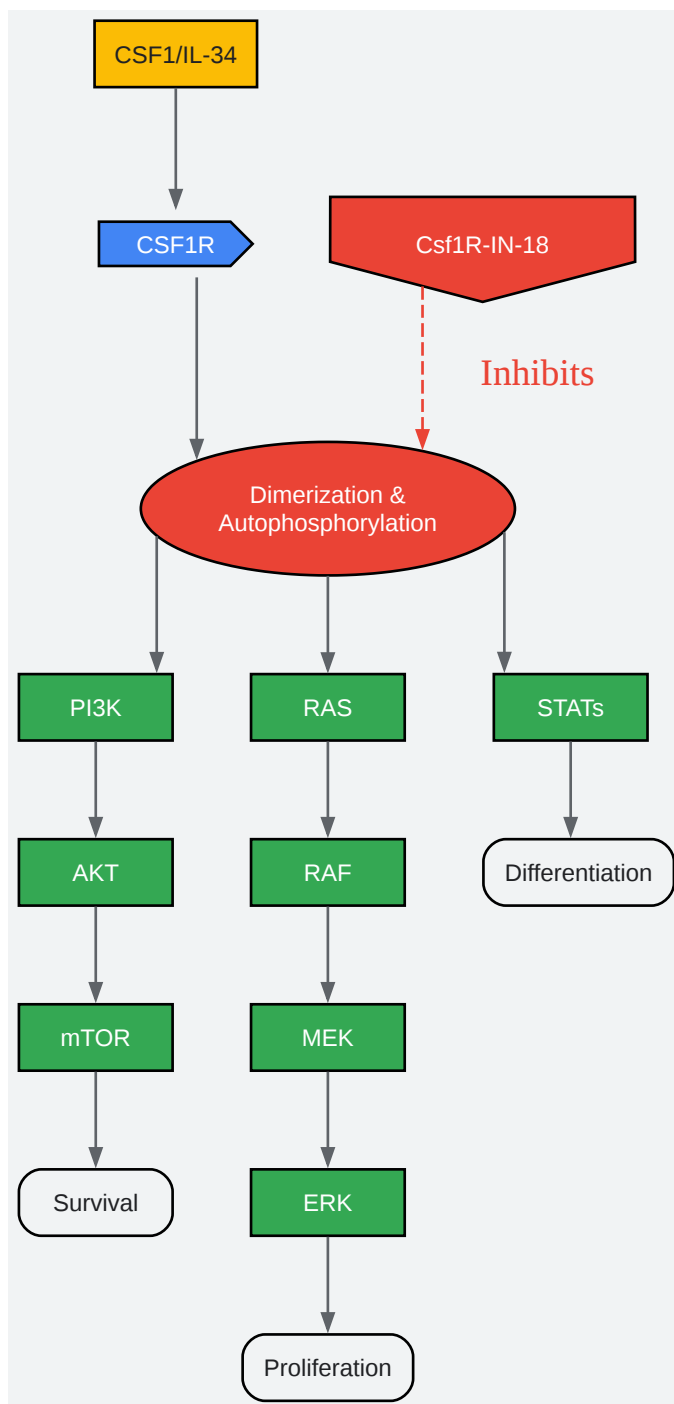 CSF1/IL-34
CSF1R
Csf1R-IN-18
Inhibits
Dimerization &
Autophosphorylation
PI3K
RAS
STATs
AKT
RAF
Differentiation
mTOR
MEK
Survival
ERK
Proliferation